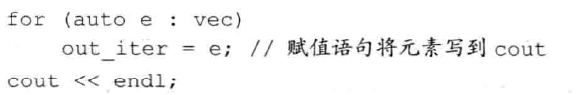 for (auto e : vec)
    out_iter = e; // 赋值语句将元素写到 cout
cout << endl;